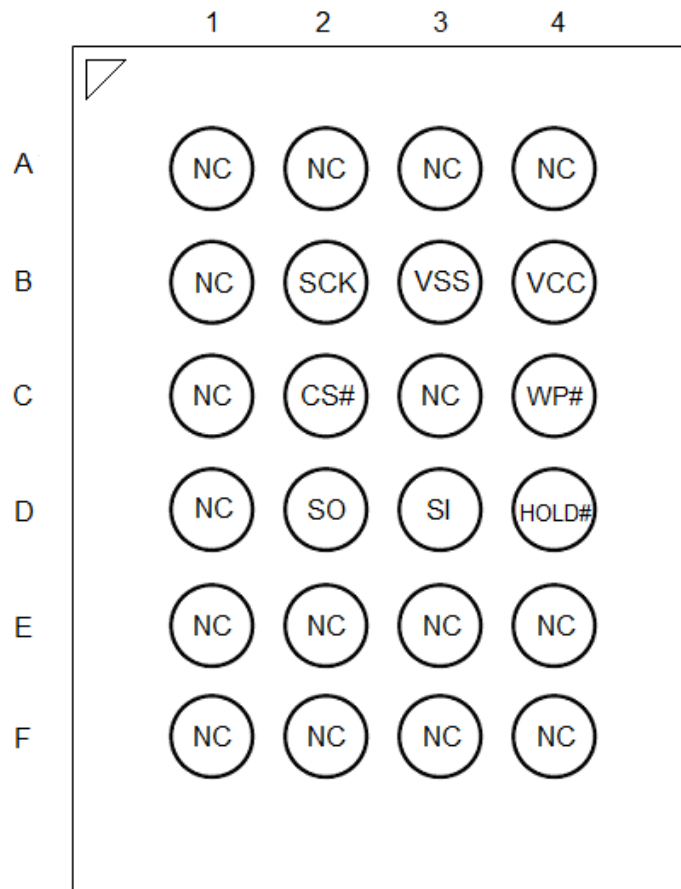 1 2 3 4
A NC NC NC NC
B NC SCK VSS VCC
C NC CS# NC WP#
D NC SO SI HOLD#
E NC NC NC NC
F NC NC NC NC